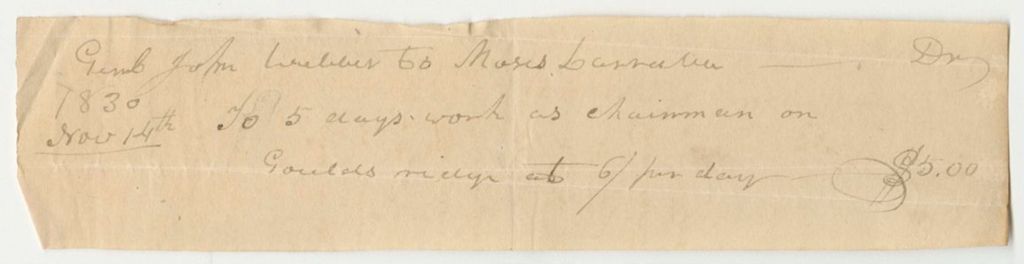 Genl John Webber to Moses Larrabee — . Dr
1830
Nov 14th To 5 days work as chainman on
Goulds ridge at 6/ per day — $5.00